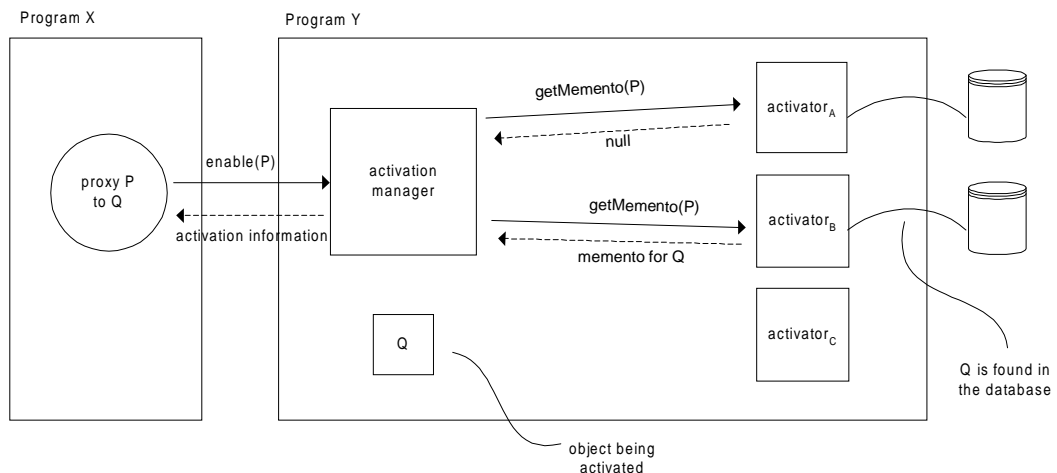 Program X
Program Y
proxy P
to Q
enable(P)
activation information
activation
manager
getMemento(P)
null
getMemento(P)
memento for Q
activatorA
activatorB
activatorC
Q
Q is found in
the database
object being
activated